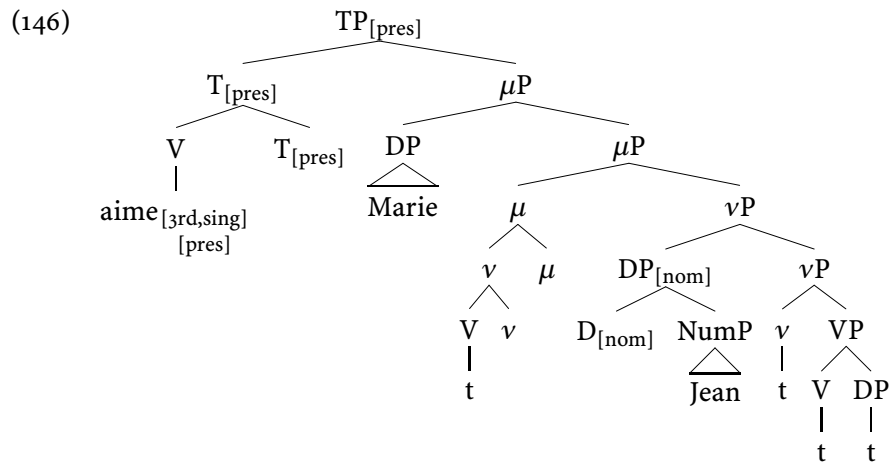 (146)
TP[pres]
T[pres] μP
V T[pres] DP μP
aime[3rd,sing] Marie μ νP
[pres]
ν μ DP[nom] νP
V ν D[nom] NumP ν VP
t Jean t V DP
t t